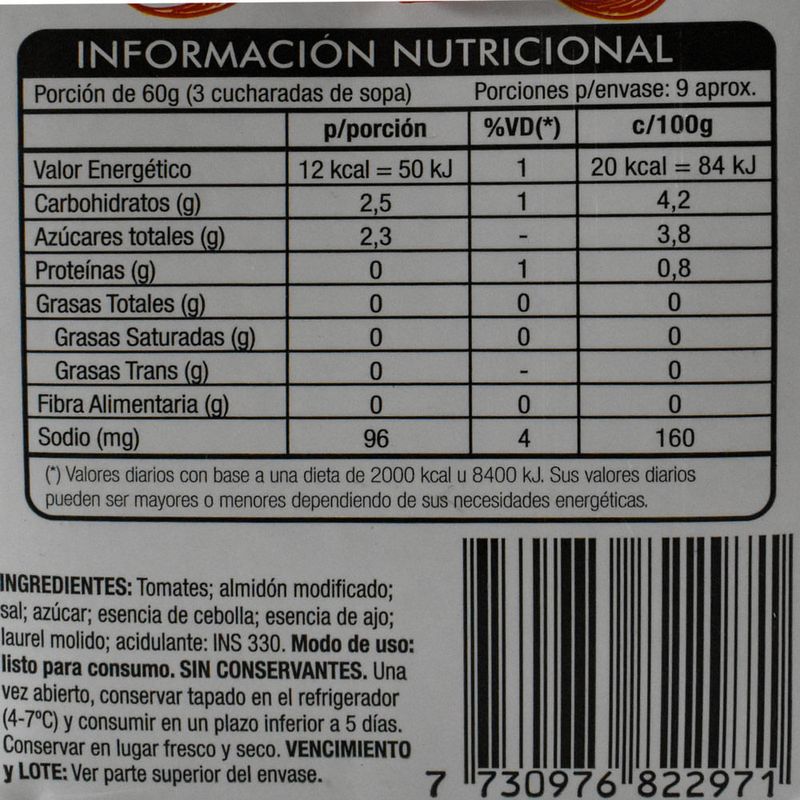 INFORMACIÓN NUTRICIONAL
Porción de 60g (3 cucharadas de sopa) Porciones p/envase: 9 aprox.
p/porción %VD(*) c/100g
Valor Energético 12 kcal = 50 kJ 1 20 kcal = 84 kJ
Carbohidratos (g) 2,5 1 4,2
Azúcares totales (g) 2,3 - 3,8
Proteínas (g) 0 1 0,8
Grasas Totales (g) 0 0 0
Grasas Saturadas (g) 0 0 0
Grasas Trans (g) 0 - 0
Fibra Alimentaria (g) 0 0 0
Sodio (mg) 96 4 160
(*) Valores diarios con base a una dieta de 2000 kcal u 8400 kJ. Sus valores diarios
pueden ser mayores o menores dependiendo de sus necesidades energéticas.
INGREDIENTES: Tomates; almidón modificado;
sal; azúcar; esencia de cebolla; esencia de ajo;
laurel molido; acidulante: INS 330. Modo de uso:
listo para consumo. SIN CONSERVANTES. Una
vez abierto, conservar tapado en el refrigerador
(4-7ºC) y consumir en un plazo inferior a 5 días.
Conservar en lugar fresco y seco. VENCIMIENTO
y LOTE: Ver parte superior del envase.
7 730976 822971